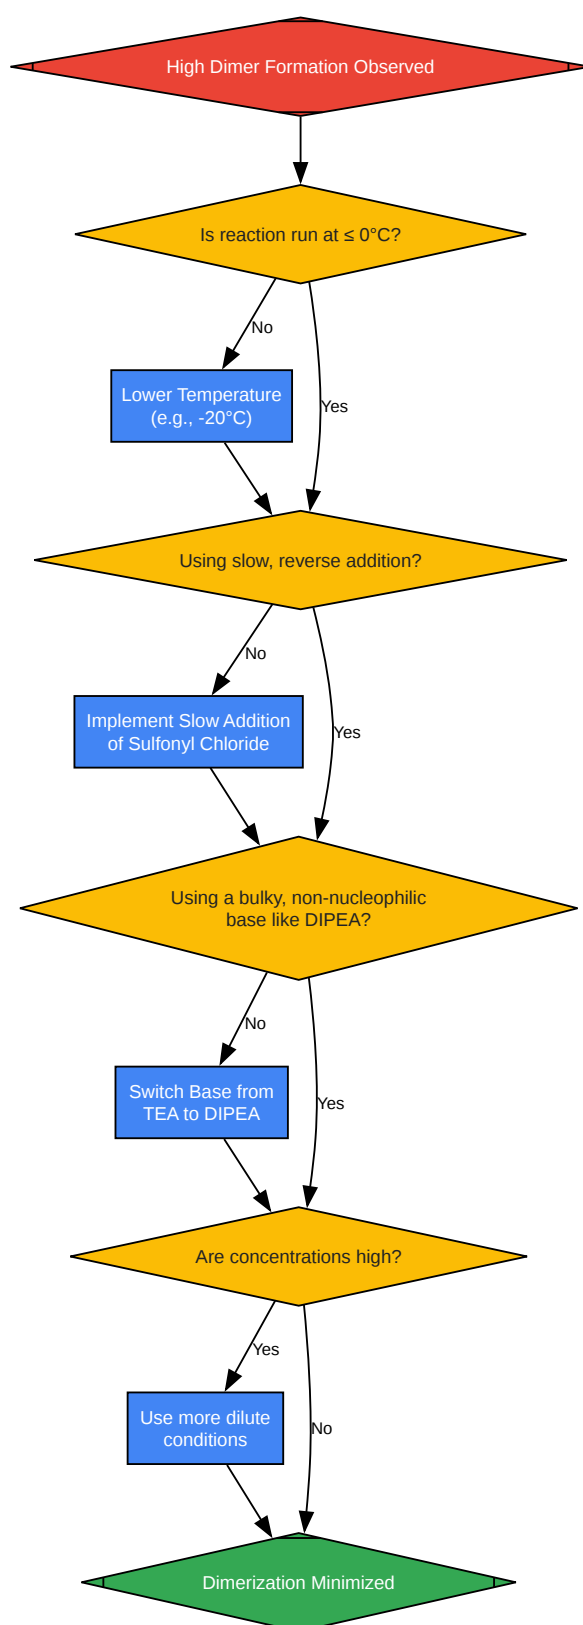 High Dimer Formation Observed
Is reaction run at ≤ 0°C?
No
Lower Temperature
(e.g., -20°C)
Yes
Using slow, reverse addition?
No
Implement Slow Addition
of Sulfonyl Chloride
Yes
Using a bulky, non-nucleophilic
base like DIPEA?
No
Switch Base from
TEA to DIPEA
Yes
Are concentrations high?
Yes
Use more dilute
conditions
No
Dimerization Minimized